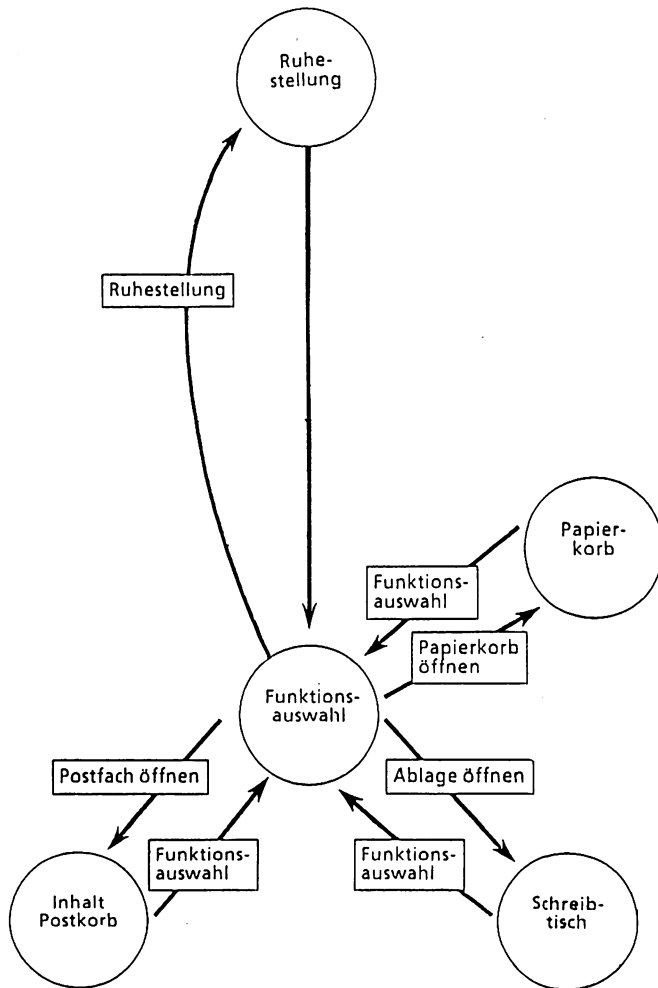 Ruhe-
stellung
Ruhestellung
Papier-
korb
Funktions-
auswahl
Papierkorb
öffnen
Funktions-
auswahl
Postfach öffnen
Ablage öffnen
Funktions-
auswahl
Funktions-
auswahl
Inhalt
Postkorb
Schreib-
tisch